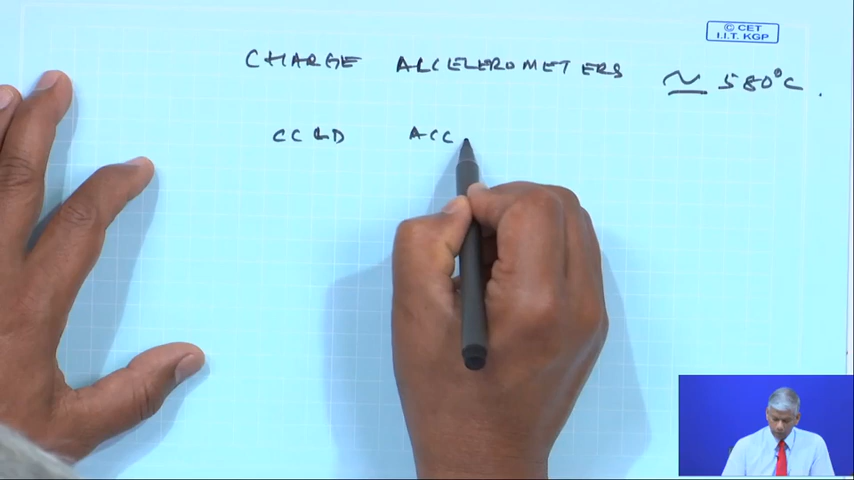 © CET
I.I.T. KGP
CHARGE ACCELEROMETERS ≃ 580°C.
CCLD ACC